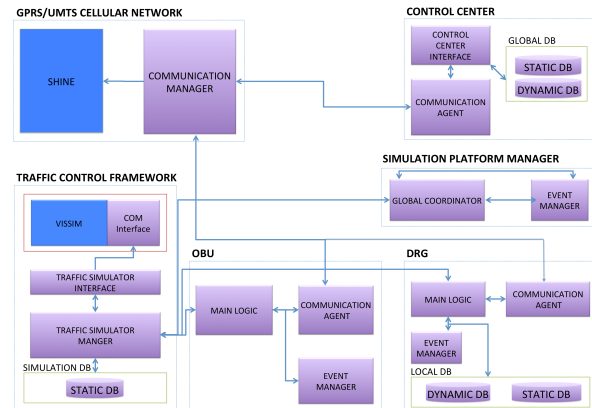 GPRS/UMTS CELLULAR NETWORK
SHINE
COMMUNICATION
MANAGER
CONTROL CENTER
CONTROL
CENTER
INTERFACE
COMMUNICATION
AGENT
GLOBAL DB
STATIC DB
DYNAMIC DB
SIMULATION PLATFORM MANAGER
GLOBAL COORDINATOR
EVENT
MANAGER
TRAFFIC CONTROL FRAMEWORK
VISSIM
COM
Interface
TRAFFIC SIMULATOR
INTERFACE
TRAFFIC SIMULATOR
MANGER
SIMULATION DB
STATIC DB
OBU
MAIN LOGIC
COMMUNICATION
AGENT
EVENT
MANAGER
DRG
MAIN LOGIC
COMMUNICATION
AGENT
EVENT
MANAGER
LOCAL DB
DYNAMIC DB
STATIC DB